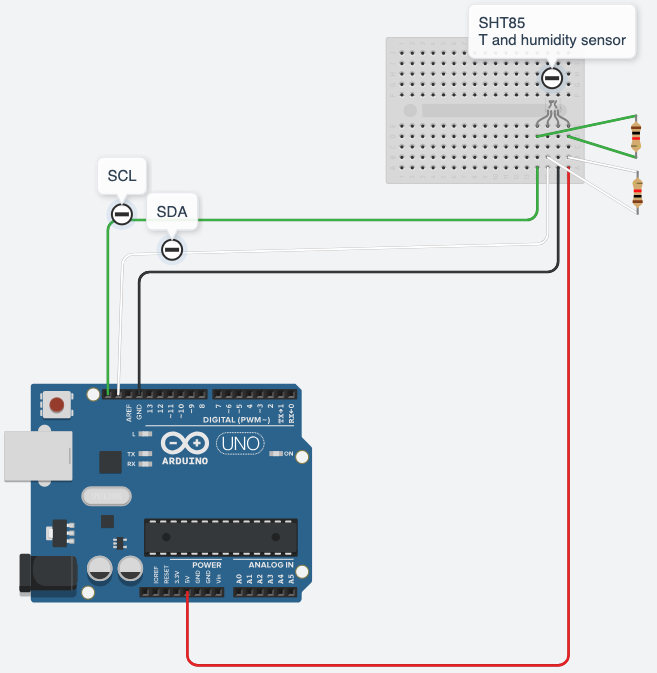 SHT85
T and humidity sensor
SCL
SDA
AREF
GND
13
12
~11
~10
~9
8
7
~6
~5
4
~3
2
TX→1
RX←0
DIGITAL (PWM~)
L
TX
RX
ARDUINO
UNO
ON
POWER
ANALOG IN
IOREF
RESET
3.3V
5V
GND
GND
Vin
A0
A1
A2
A3
A4
A5